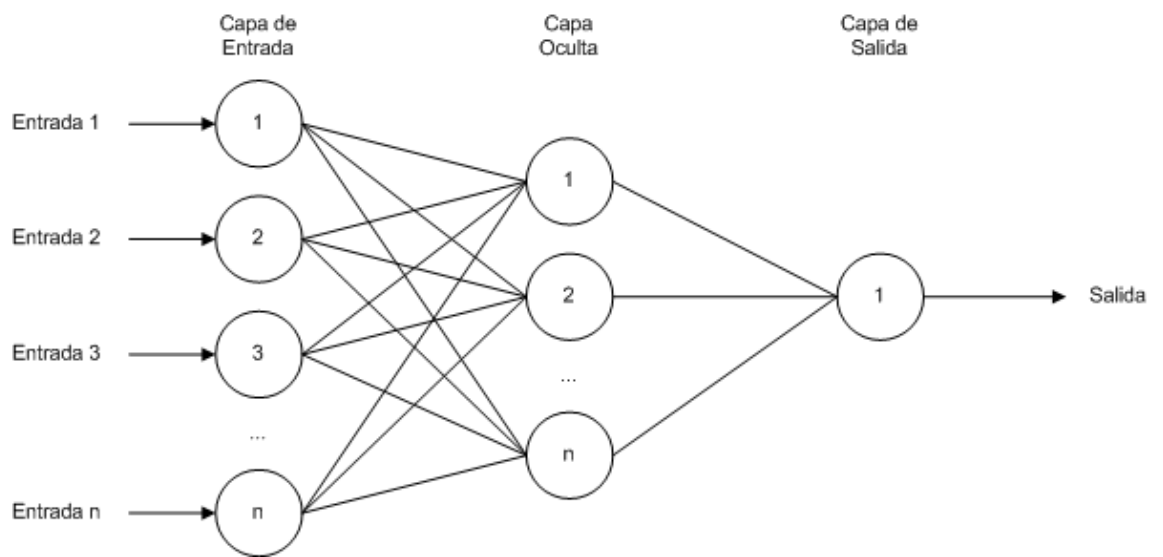 Capa de
Entrada
Capa
Oculta
Capa de
Salida
Entrada 1
1
Entrada 2
2
Entrada 3
3
...
Entrada n
n
1
2
...
n
1
Salida